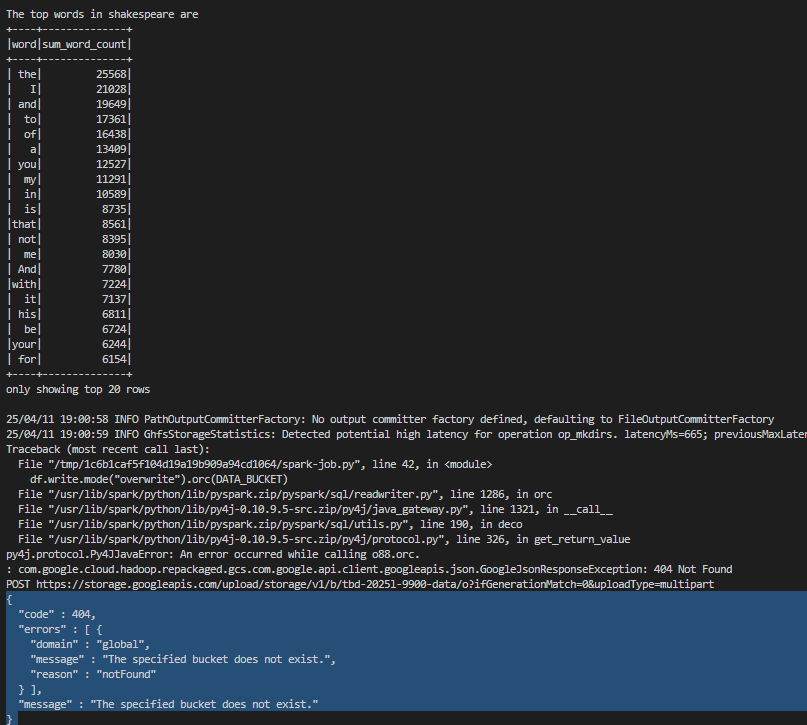 The top words in shakespeare are
+----+--------------+
|word|sum_word_count|
+----+--------------+
| the|         25568|
|   I|         21028|
| and|         19649|
|  to|         17361|
|  of|         16438|
|   a|         13409|
| you|         12527|
|  my|         11291|
|  in|         10589|
|  is|          8735|
|that|          8561|
| not|          8395|
|  me|          8030|
| And|          7780|
|with|          7224|
|  it|          7137|
| his|          6811|
|  be|          6724|
|your|          6244|
| for|          6154|
+----+--------------+
only showing top 20 rows
25/04/11 19:00:58 INFO PathOutputCommitterFactory: No output committer factory defined, defaulting to FileOutputCommitterFactory
25/04/11 19:00:59 INFO GhfsStorageStatistics: Detected potential high latency for operation op_mkdirs. latencyMs=665; previousMaxLaten
Traceback (most recent call last):
  File "/tmp/1c6b1caf5f104d19a19b909a94cd1064/spark-job.py", line 42, in <module>
    df.write.mode("overwrite").orc(DATA_BUCKET)
  File "/usr/lib/spark/python/lib/pyspark.zip/pyspark/sql/readwriter.py", line 1286, in orc
  File "/usr/lib/spark/python/lib/py4j-0.10.9.5-src.zip/py4j/java_gateway.py", line 1321, in __call__
  File "/usr/lib/spark/python/lib/pyspark.zip/pyspark/sql/utils.py", line 190, in deco
  File "/usr/lib/spark/python/lib/py4j-0.10.9.5-src.zip/py4j/protocol.py", line 326, in get_return_value
py4j.protocol.Py4JJavaError: An error occurred while calling o88.orc.
: com.google.cloud.hadoop.repackaged.gcs.com.google.api.client.googleapis.json.GoogleJsonResponseException: 404 Not Found
POST https://storage.googleapis.com/upload/storage/v1/b/tbd-2025l-9900-data/o?ifGenerationMatch=0&uploadType=multipart
{
  "code" : 404,
  "errors" : [ {
    "domain" : "global",
    "message" : "The specified bucket does not exist.",
    "reason" : "notFound"
  } ],
  "message" : "The specified bucket does not exist."
}